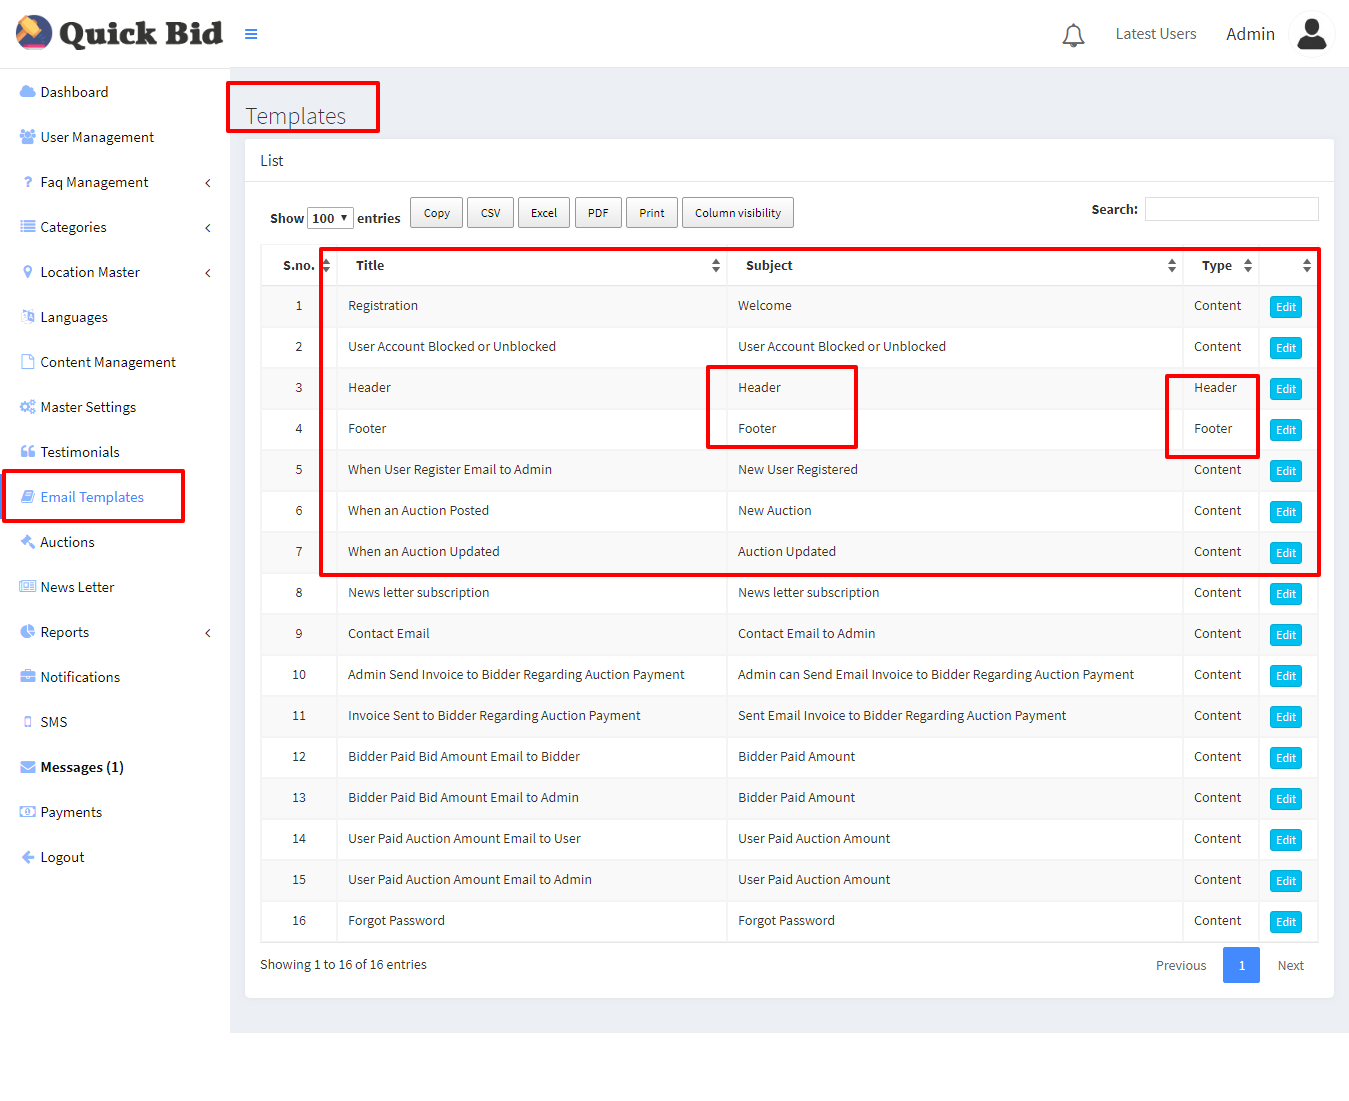 Quick Bid
Latest Users
Admin
Dashboard
User Management
Faq Management
Categories
Location Master
Languages
Content Management
Master Settings
Testimonials
Email Templates
Auctions
News Letter
Reports
Notifications
SMS
Messages (1)
Payments
Logout
Templates
List
Show 100 entries
Copy CSV Excel PDF Print Column visibility
Search:
S.no. Title Subject Type
1 Registration Welcome Content Edit
2 User Account Blocked or Unblocked User Account Blocked or Unblocked Content Edit
3 Header Header Header Edit
4 Footer Footer Footer Edit
5 When User Register Email to Admin New User Registered Content Edit
6 When an Auction Posted New Auction Content Edit
7 When an Auction Updated Auction Updated Content Edit
8 News letter subscription News letter subscription Content Edit
9 Contact Email Contact Email to Admin Content Edit
10 Admin Send Invoice to Bidder Regarding Auction Payment Admin can Send Email Invoice to Bidder Regarding Auction Payment Content Edit
11 Invoice Sent to Bidder Regarding Auction Payment Sent Email Invoice to Bidder Regarding Auction Payment Content Edit
12 Bidder Paid Bid Amount Email to Bidder Bidder Paid Amount Content Edit
13 Bidder Paid Bid Amount Email to Admin Bidder Paid Amount Content Edit
14 User Paid Auction Amount Email to User User Paid Auction Amount Content Edit
15 User Paid Auction Amount Email to Admin User Paid Auction Amount Content Edit
16 Forgot Password Forgot Password Content Edit
Showing 1 to 16 of 16 entries
Previous 1 Next